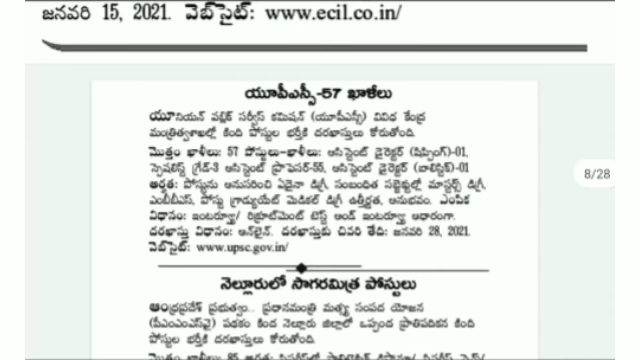 జనవరి 15, 2021. వెబ్‌సైట్: www.ecil.co.in/
యూపీఎస్సీ-57 ఖాళీలు
యూనియన్ పబ్లిక్ సర్వీస్ కమిషన్ (యూపీఎస్సీ) వివిధ కేంద్ర
మంత్రిత్వశాఖల్లో కింది పోస్టుల భర్తీకి దరఖాస్తులు కోరుతోంది.
మొత్తం ఖాళీలు: 57 పోస్టులు-ఖాళీలు: అసిస్టెంట్ డైరెక్టర్ (షిప్పింగ్)-01,
స్పెషలిస్ట్ గ్రేడ్-3 అసిస్టెంట్ ప్రొఫెసర్-55, అసిస్టెంట్ డైరెక్టర్ (బాలిస్టిక్)-01
8/28
అర్హత: పోస్టును అనుసరించి ఏదైనా డిగ్రీ, సంబంధిత సబ్జెక్టుల్లో మాస్టర్స్ డిగ్రీ,
ఎంబీబీఎస్, పోస్టు గ్రాడ్యుయేట్ మెడికల్ డిగ్రీ ఉత్తీర్ణత, అనుభవం. ఎంపిక
విధానం: ఇంటర్వ్యూ/ రిక్రూట్‌మెంట్ టెస్ట్ అండ్ ఇంటర్వ్యూ ఆధారంగా.
దరఖాస్తు విధానం: ఆన్‌లైన్. దరఖాస్తుకు చివరి తేది: జనవరి 28, 2021.
వెబ్‌సైట్: www.upsc.gov.in/
నెల్లూరులో సాగరమిత్ర పోస్టులు
ఆంధ్రప్రదేశ్ ప్రభుత్వం.. ప్రధానమంత్రి మత్స్య సంపద యోజన
(పీఎంఎంఎస్‌వై) పథకం కింద నెల్లూరు జిల్లాలో ఒప్పంద ప్రాతిపదికన కింది
పోస్టుల భర్తీకి దరఖాస్తులు కోరుతోంది.